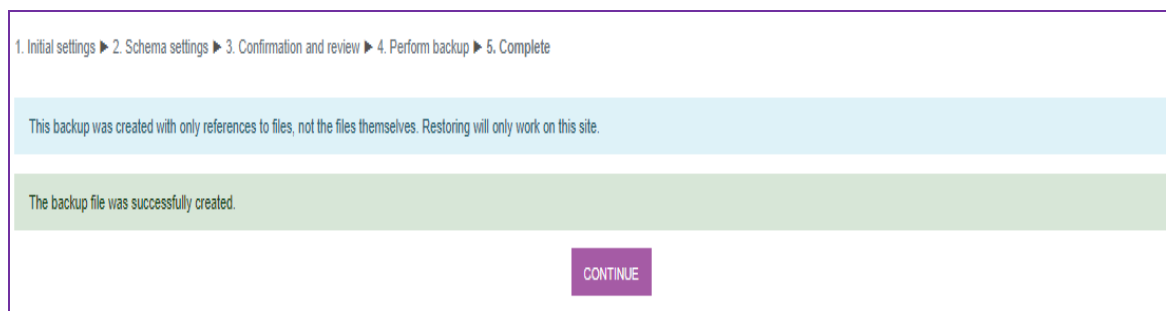 1. Initial settings ▶ 2. Schema settings ▶ 3. Confirmation and review ▶ 4. Perform backup ▶ 5. Complete
This backup was created with only references to files, not the files themselves. Restoring will only work on this site.
The backup file was successfully created.
CONTINUE